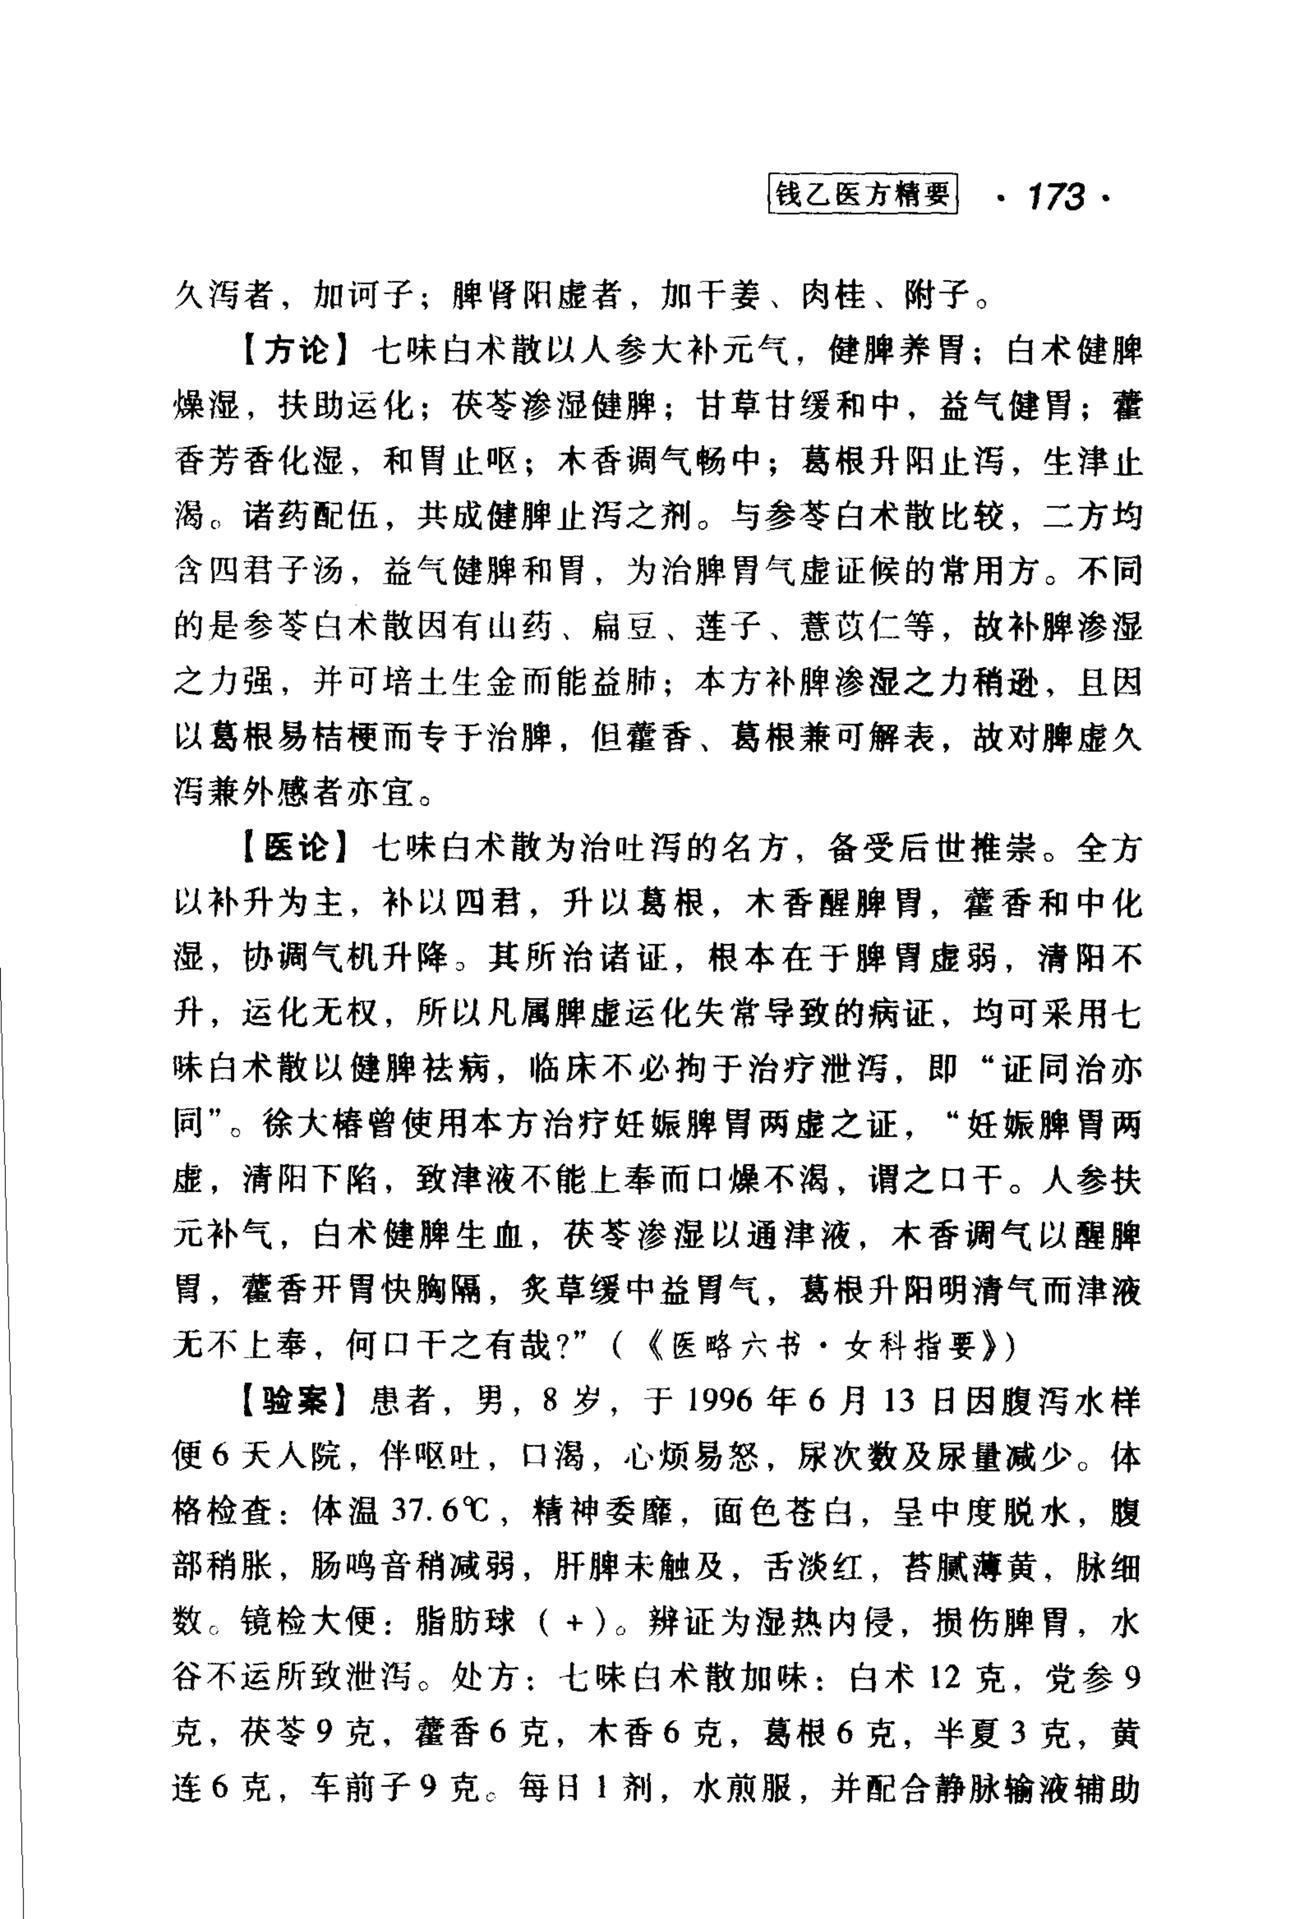 钱乙医方精要 · 173 ·
久泻者，加诃子；脾肾阳虚者，加干姜、肉桂、附子。
【方论】七味白术散以人参大补元气，健脾养胃；白术健脾
燥湿，扶助运化；茯苓渗湿健脾；甘草甘缓和中，益气健胃；藿
香芳香化湿，和胃止呕；木香调气畅中；葛根升阳止泻，生津止
渴。诸药配伍，共成健脾止泻之剂。与参苓白术散比较，二方均
含四君子汤，益气健脾和胃，为治脾胃气虚证候的常用方。不同
的是参苓白术散因有山药、扁豆、莲子、薏苡仁等，故补脾渗湿
之力强，并可培土生金而能益肺；本方补脾渗湿之力稍逊，且因
以葛根易桔梗而专于治脾，但藿香、葛根兼可解表，故对脾虚久
泻兼外感者亦宜。
【医论】七味白术散为治吐泻的名方，备受后世推崇。全方
以补升为主，补以四君，升以葛根，木香醒脾胃，藿香和中化
湿，协调气机升降。其所治诸证，根本在于脾胃虚弱，清阳不
升，运化无权，所以凡属脾虚运化失常导致的病证，均可采用七
味白术散以健脾祛病，临床不必拘于治疗泄泻，即“证同治亦
同”。徐大椿曾使用本方治疗妊娠脾胃两虚之证，“妊娠脾胃两
虚，清阳下陷，致津液不能上奉而口燥不渴，谓之口干。人参扶
元补气，白术健脾生血，茯苓渗湿以通津液，木香调气以醒脾
胃，藿香开胃快胸隔，炙草缓中益胃气，葛根升阳明清气而津液
无不上奉，何口干之有哉?”（《医略六书·女科指要》）
【验案】患者，男，8 岁，于 1996 年 6 月 13 日因腹泻水样
便 6 天入院，伴呕吐，口渴，心烦易怒，尿次数及尿量减少。体
格检查：体温 37.6℃，精神委靡，面色苍白，呈中度脱水，腹
部稍胀，肠鸣音稍减弱，肝脾未触及，舌淡红，苔腻薄黄，脉细
数。镜检大便：脂肪球（+）。辨证为湿热内侵，损伤脾胃，水
谷不运所致泄泻。处方：七味白术散加味：白术 12 克，党参 9
克，茯苓 9 克，藿香 6 克，木香 6 克，葛根 6 克，半夏 3 克，黄
连 6 克，车前子 9 克。每日 1 剂，水煎服，并配合静脉输液辅助